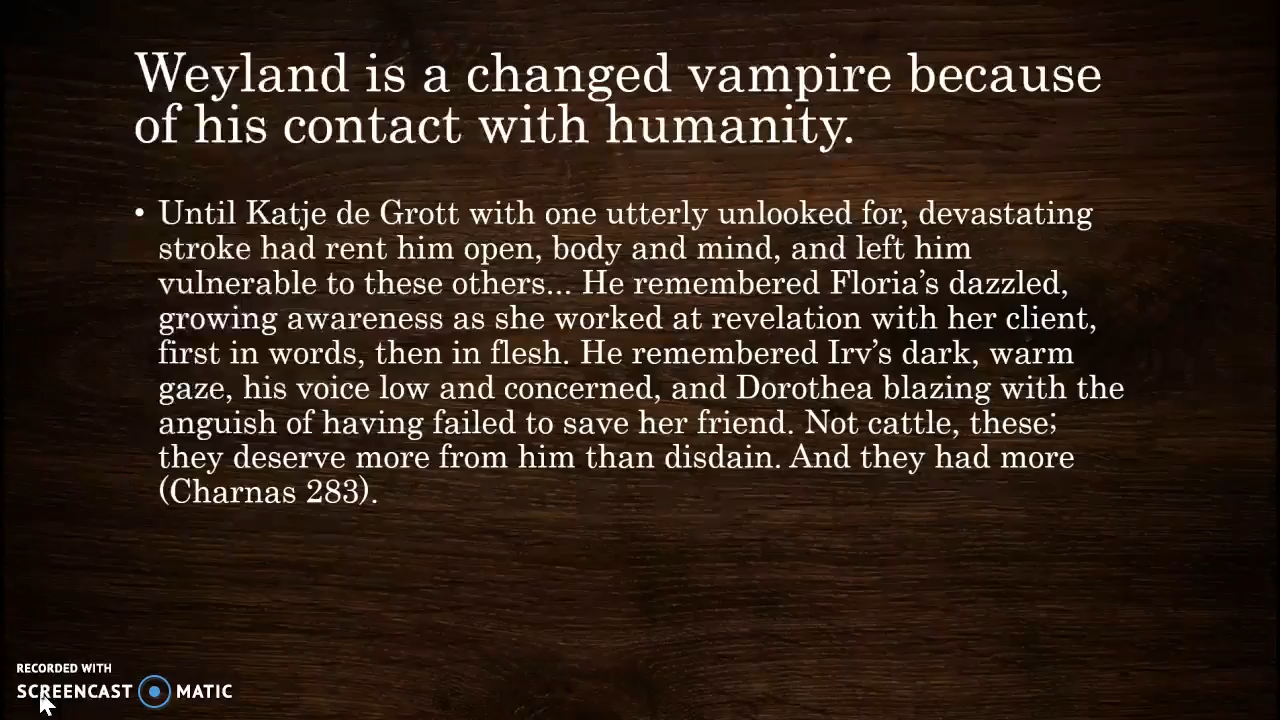 Weyland is a changed vampire because
of his contact with humanity.
• Until Katje de Grott with one utterly unlooked for, devastating
stroke had rent him open, body and mind, and left him
vulnerable to these others... He remembered Floria’s dazzled,
growing awareness as she worked at revelation with her client,
first in words, then in flesh. He remembered Irv’s dark, warm
gaze, his voice low and concerned, and Dorothea blazing with the
anguish of having failed to save her friend. Not cattle, these;
they deserve more from him than disdain. And they had more
(Charnas 283).
RECORDED WITH
SCREENCAST MATIC